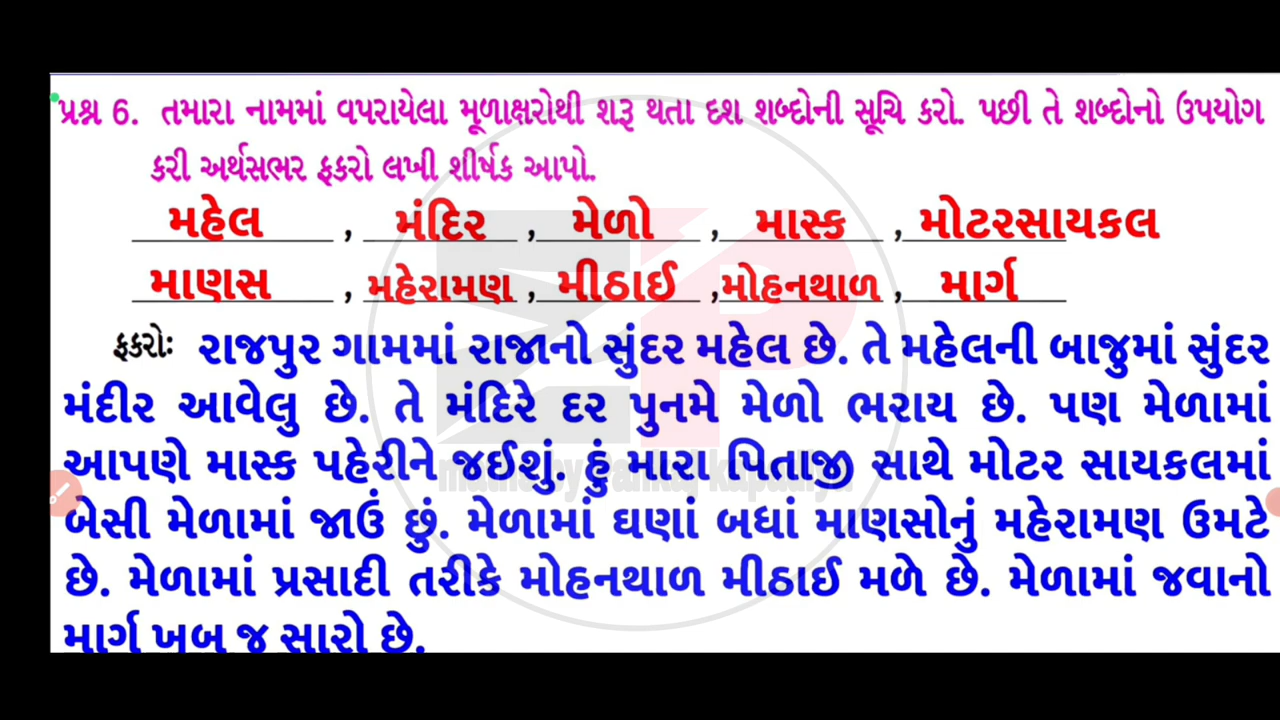 પ્રશ્ન 6. તમારા નામમાં વપરાયેલા મૂળાક્ષરોથી શરૂ થતા દશ શબ્દોની સૂચિ કરો. પછી તે શબ્દોનો ઉપયોગ
કરી અર્થસભર ફકરો લખી શીર્ષક આપો.
મહેલ , મંદિર , મેળો , માસ્ક , મોટરસાયકલ
માણસ , મહેરામણ , મીઠાઈ , મોહનથાળ , માર્ગ
ફકરોઃ રાજપુર ગામમાં રાજાનો સુંદર મહેલ છે. તે મહેલની બાજુમાં સુંદર
મંદીર આવેલુ છે. તે મંદિરે દર પુનમે મેળો ભરાય છે. પણ મેળામાં
આપણે માસ્ક પહેરીને જઈશું. હું મારા પિતાજી સાથે મોટર સાયકલમાં
બેસી મેળામાં જાઉં છું. મેળામાં ઘણાં બધાં માણસોનું મહેરામણ ઉમટે
છે. મેળામાં પ્રસાદી તરીકે મોહનથાળ મીઠાઈ મળે છે. મેળામાં જવાનો
માર્ગ ખૂબ જ સારો છે.